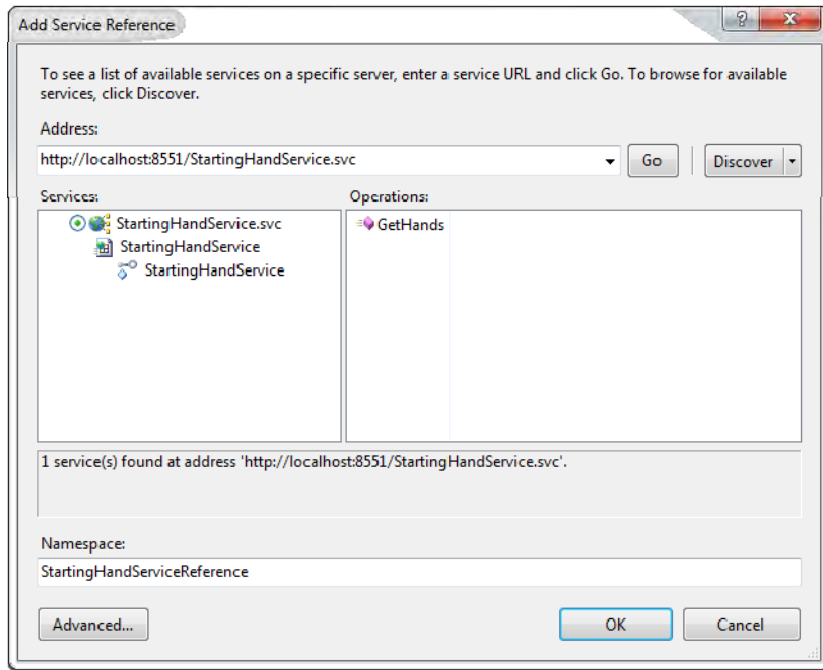 Add Service Reference
To see a list of available services on a specific server, enter a service URL and click Go. To browse for available
services, click Discover.
Address:
http://localhost:8551/StartingHandService.svc
Go
Discover
Services:
Operations:
StartingHandService.svc
StartingHandService
StartingHandService
GetHands
1 service(s) found at address 'http://localhost:8551/StartingHandService.svc'.
Namespace:
StartingHandServiceReference
Advanced...
OK
Cancel